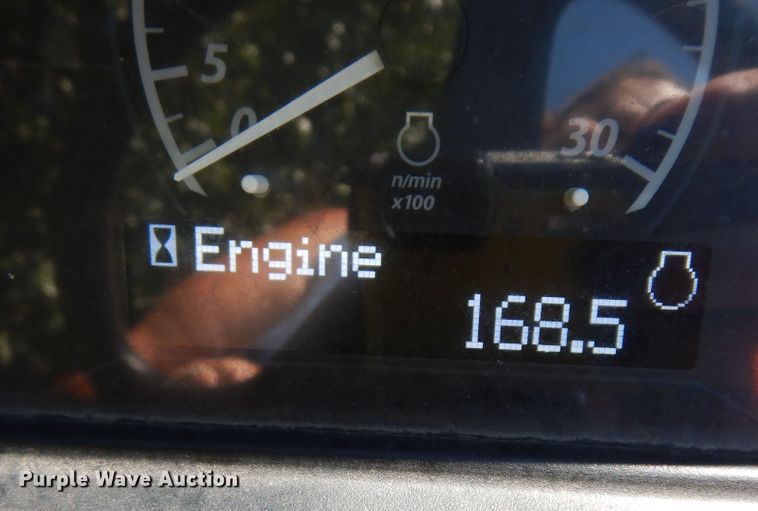 5
0
30
n/min
x100
Engine
168.5
Purple Wave Auction